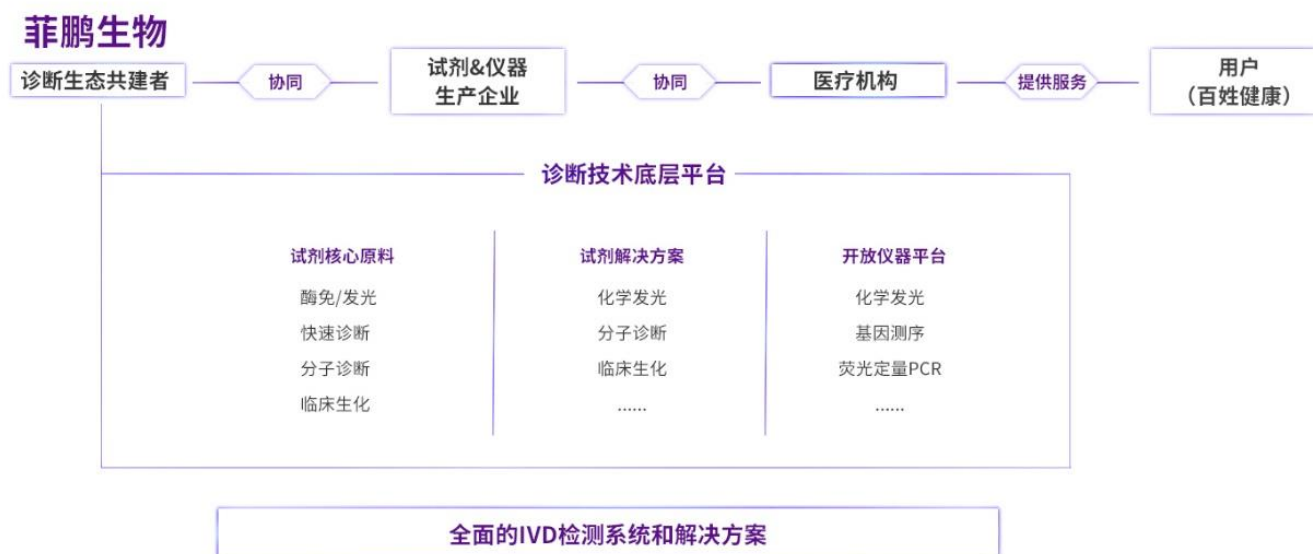 菲鹏生物
诊断生态共建者
协同
试剂&仪器
生产企业
协同
医疗机构
提供服务
用户
（百姓健康）
诊断技术底层平台
试剂核心原料
酶免/发光
快速诊断
分子诊断
临床生化
试剂解决方案
化学发光
分子诊断
临床生化
......
开放仪器平台
化学发光
基因测序
荧光定量PCR
......
全面的IVD检测系统和解决方案